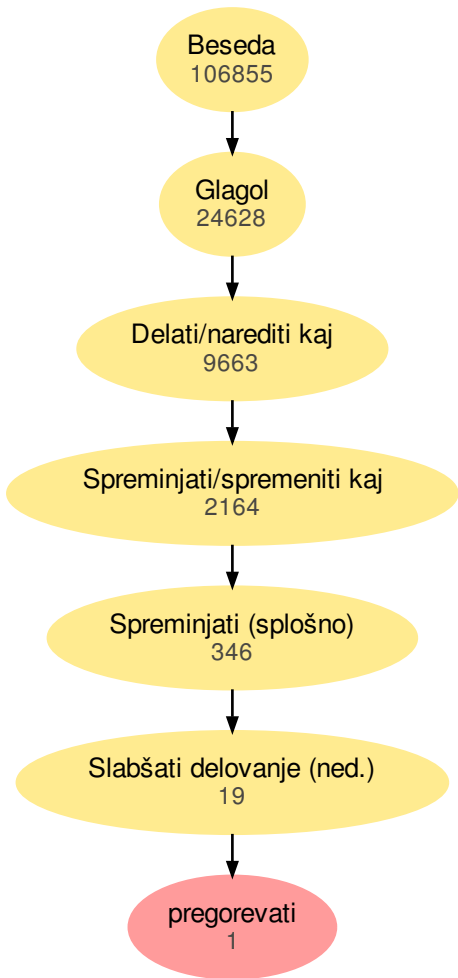 Beseda
106855
Glagol
24628
Delati/narediti kaj
9663
Spreminjati/spremeniti kaj
2164
Spreminjati (splošno)
346
Slabšati delovanje (ned.)
19
pregorevati
1